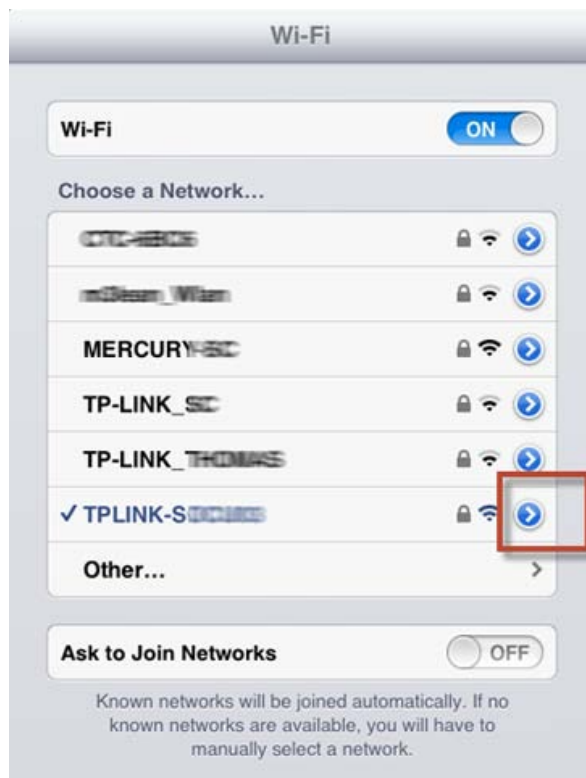 Wi-Fi
Wi-Fi
ON
Choose a Network...
MERCURY
TP-LINK_
TP-LINK_
TPLINK-S
Other...
Ask to Join Networks
OFF
Known networks will be joined automatically. If no
known networks are available, you will have to
manually select a network.